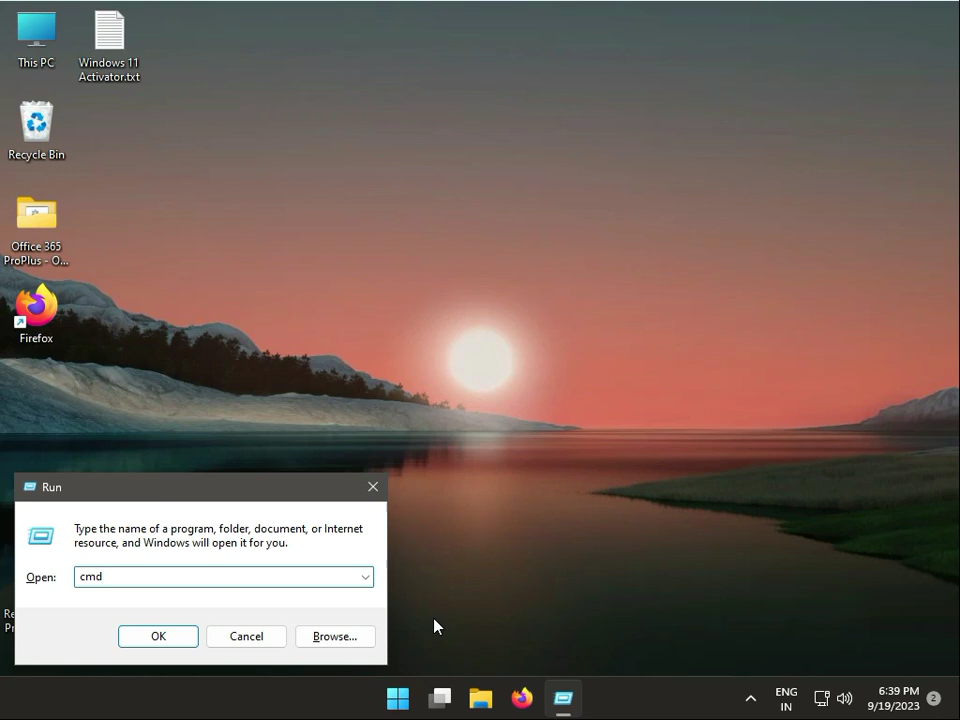 This PC
Windows 11
Activator.txt
Recycle Bin
Office 365
ProPlus - O...
Firefox
Run
Type the name of a program, folder, document, or Internet
resource, and Windows will open it for you.
Open:
cmd
OK
Cancel
Browse...
ENG
IN
6:39 PM
9/19/2023
2